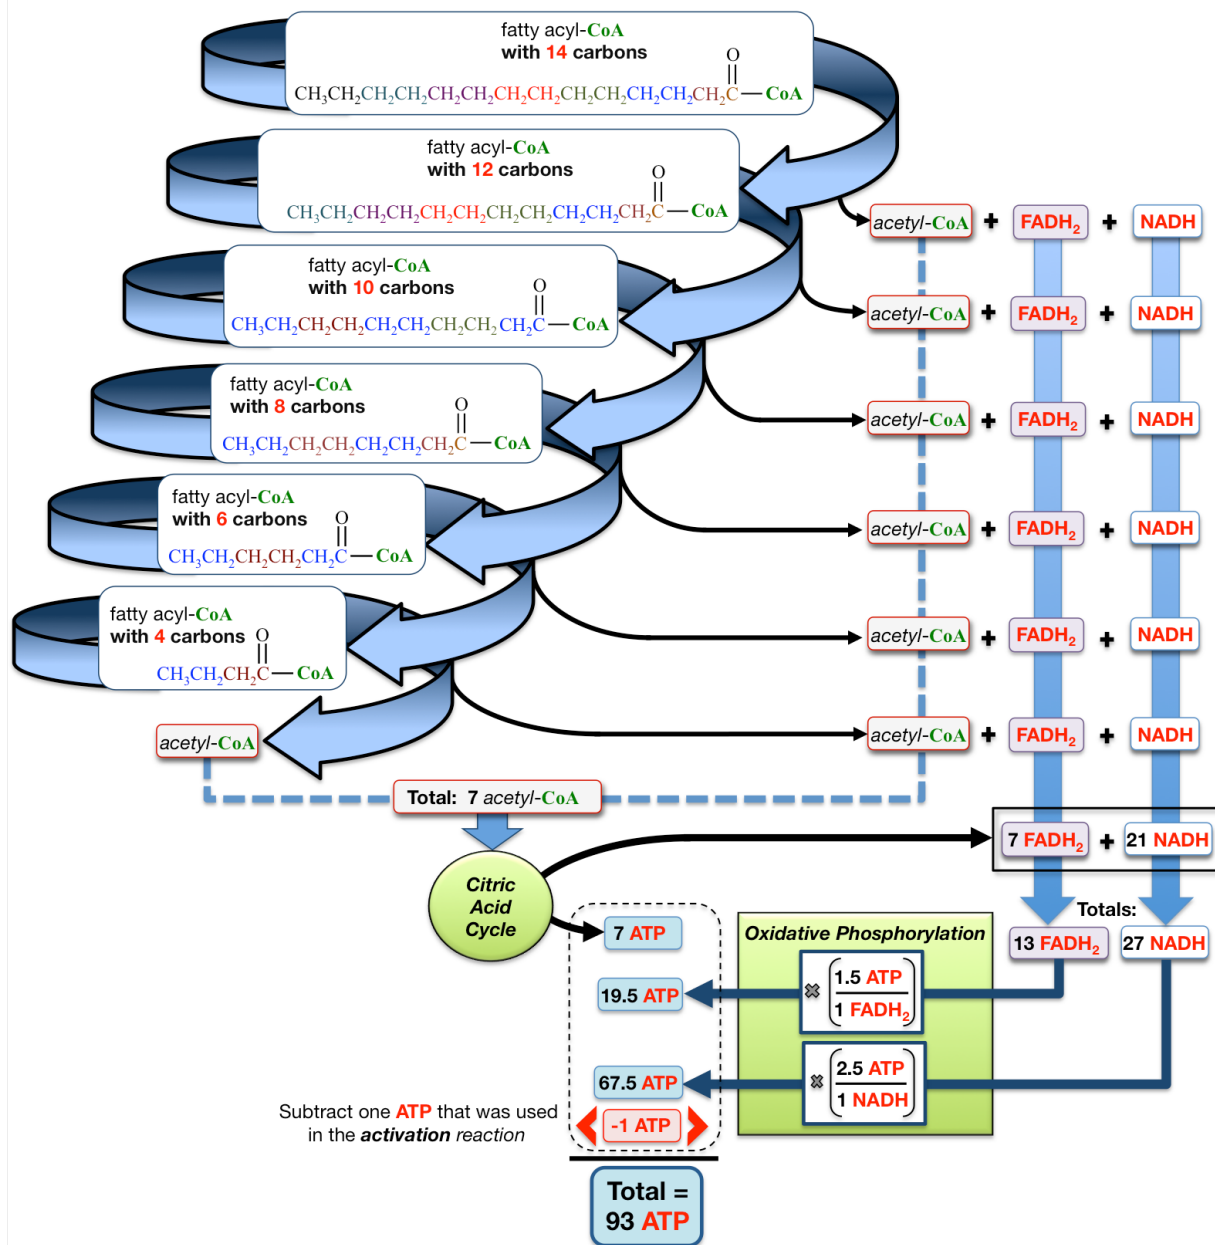 fatty acyl-CoA
with 14 carbons
O
CH₃CH₂CH₂CH₂CH₂CH₂CH₂CH₂CH₂CH₂CH₂CH₂CH₂C—CoA
fatty acyl-CoA
with 12 carbons
O
CH₃CH₂CH₂CH₂CH₂CH₂CH₂CH₂CH₂CH₂CH₂C—CoA
acetyl-CoA + FADH₂ + NADH
fatty acyl-CoA
with 10 carbons
O
CH₃CH₂CH₂CH₂CH₂CH₂CH₂CH₂CH₂C—CoA
acetyl-CoA + FADH₂ + NADH
fatty acyl-CoA
with 8 carbons
O
CH₃CH₂CH₂CH₂CH₂CH₂CH₂C—CoA
acetyl-CoA + FADH₂ + NADH
fatty acyl-CoA
with 6 carbons
O
CH₃CH₂CH₂CH₂CH₂C—CoA
acetyl-CoA + FADH₂ + NADH
fatty acyl-CoA
with 4 carbons
O
CH₃CH₂CH₂C—CoA
acetyl-CoA + FADH₂ + NADH
acetyl-CoA
acetyl-CoA + FADH₂ + NADH
Total: 7 acetyl-CoA
7 FADH₂ + 21 NADH
Citric
Acid
Cycle
Totals:
13 FADH₂ 27 NADH
7 ATP
Oxidative Phosphorylation
19.5 ATP
× (1.5 ATP
1 FADH₂)
67.5 ATP
× (2.5 ATP
1 NADH)
Subtract one ATP that was used
in the activation reaction
-1 ATP
Total =
93 ATP